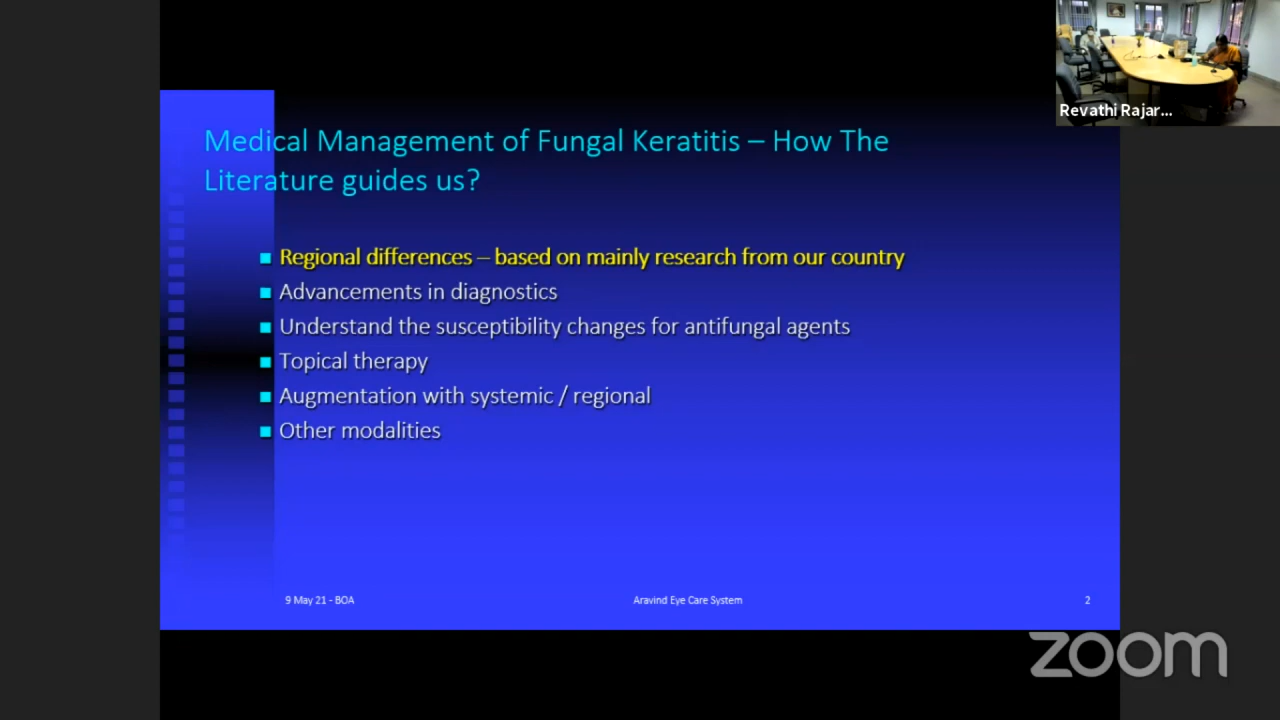 Revathi Rajar...
Medical Management of Fungal Keratitis – How The
Literature guides us?
Regional differences – based on mainly research from our country
Advancements in diagnostics
Understand the susceptibility changes for antifungal agents
Topical therapy
Augmentation with systemic / regional
Other modalities
9 May 21 - BOA
Aravind Eye Care System
2
zoom